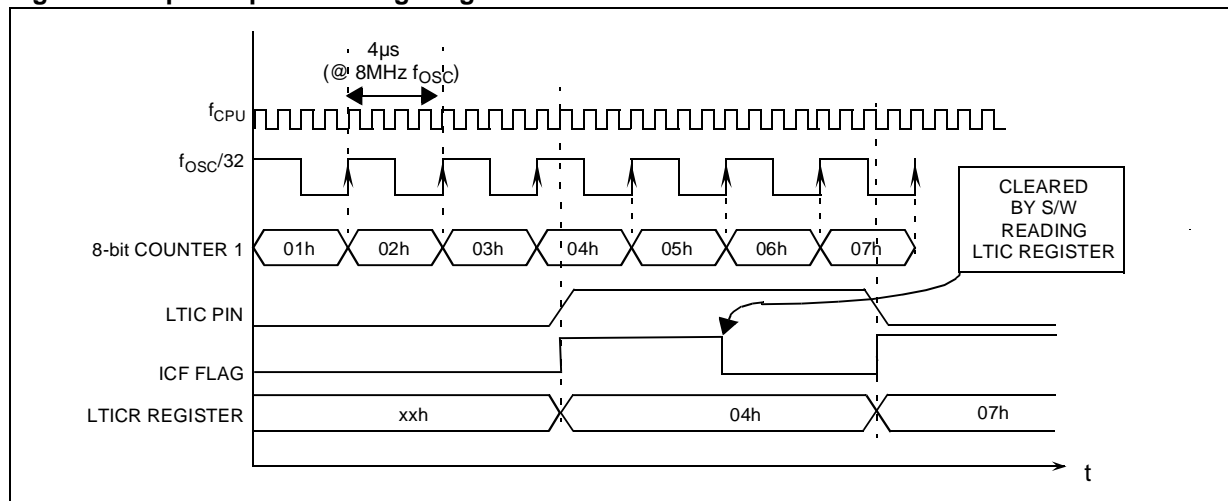 4µs
(@ 8MHz fOSC)
fCPU
fOSC/32
CLEARED
BY S/W
READING
LTIC REGISTER
8-bit COUNTER 1
01h 02h 03h 04h 05h 06h 07h
LTIC PIN
ICF FLAG
LTICR REGISTER
xxh 04h 07h
t